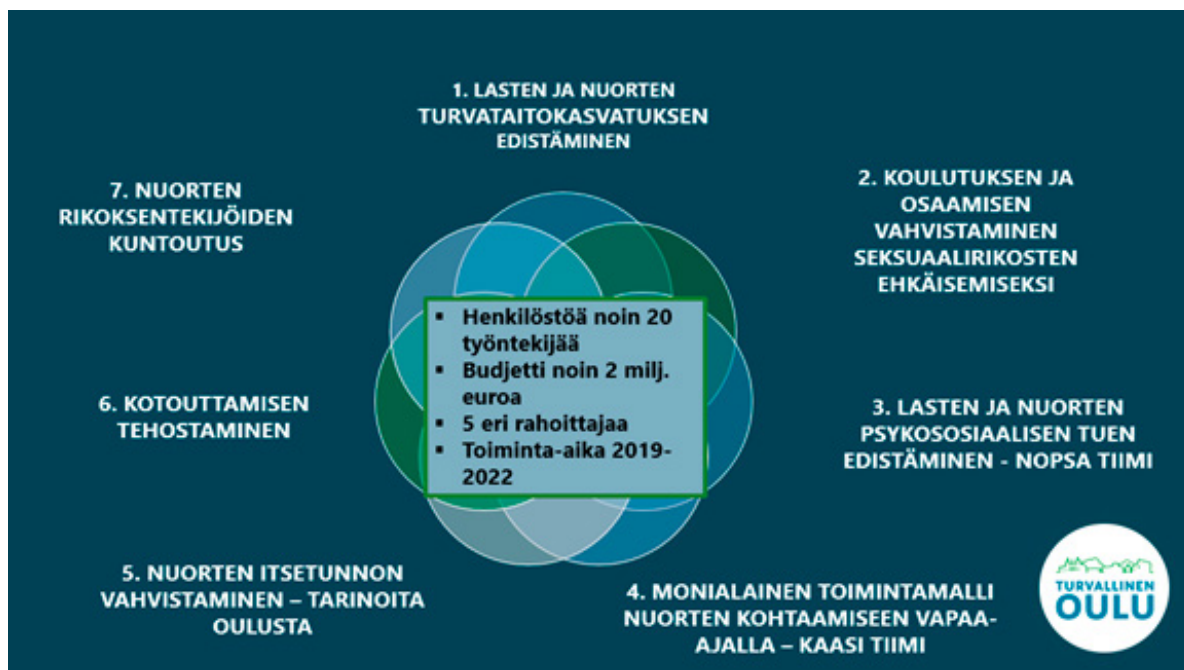 1. LASTEN JA NUORTEN
TURVATAITOKASVATUKSEN
EDISTÄMINEN
2. KOULUTUKSEN JA
OSAAMISEN
VAHVISTAMINEN
SEKSUAALIRIKOSTEN
EHKÄISEMISEKSI
3. LASTEN JA NUORTEN
PSYKOSOSIAALISEN TUEN
EDISTÄMINEN - NOPSA TIIMI
4. MONIALAINEN TOIMINTAMALLI
NUORTEN KOHTAAMISEEN VAPAA-
AJALLA – KAASI TIIMI
5. NUORTEN ITSETUNNON
VAHVISTAMINEN – TARINOITA
OULUSTA
6. KOTOUTTAMISEN
TEHOSTAMINEN
7. NUORTEN
RIKOKSENTEKIJÖIDEN
KUNTOUTUS
▪ Henkilöstöä noin 20
työntekijää
▪ Budjetti noin 2 milj.
euroa
▪ 5 eri rahoittajaa
▪ Toiminta-aika 2019-
2022
TURVALLINEN
OULU